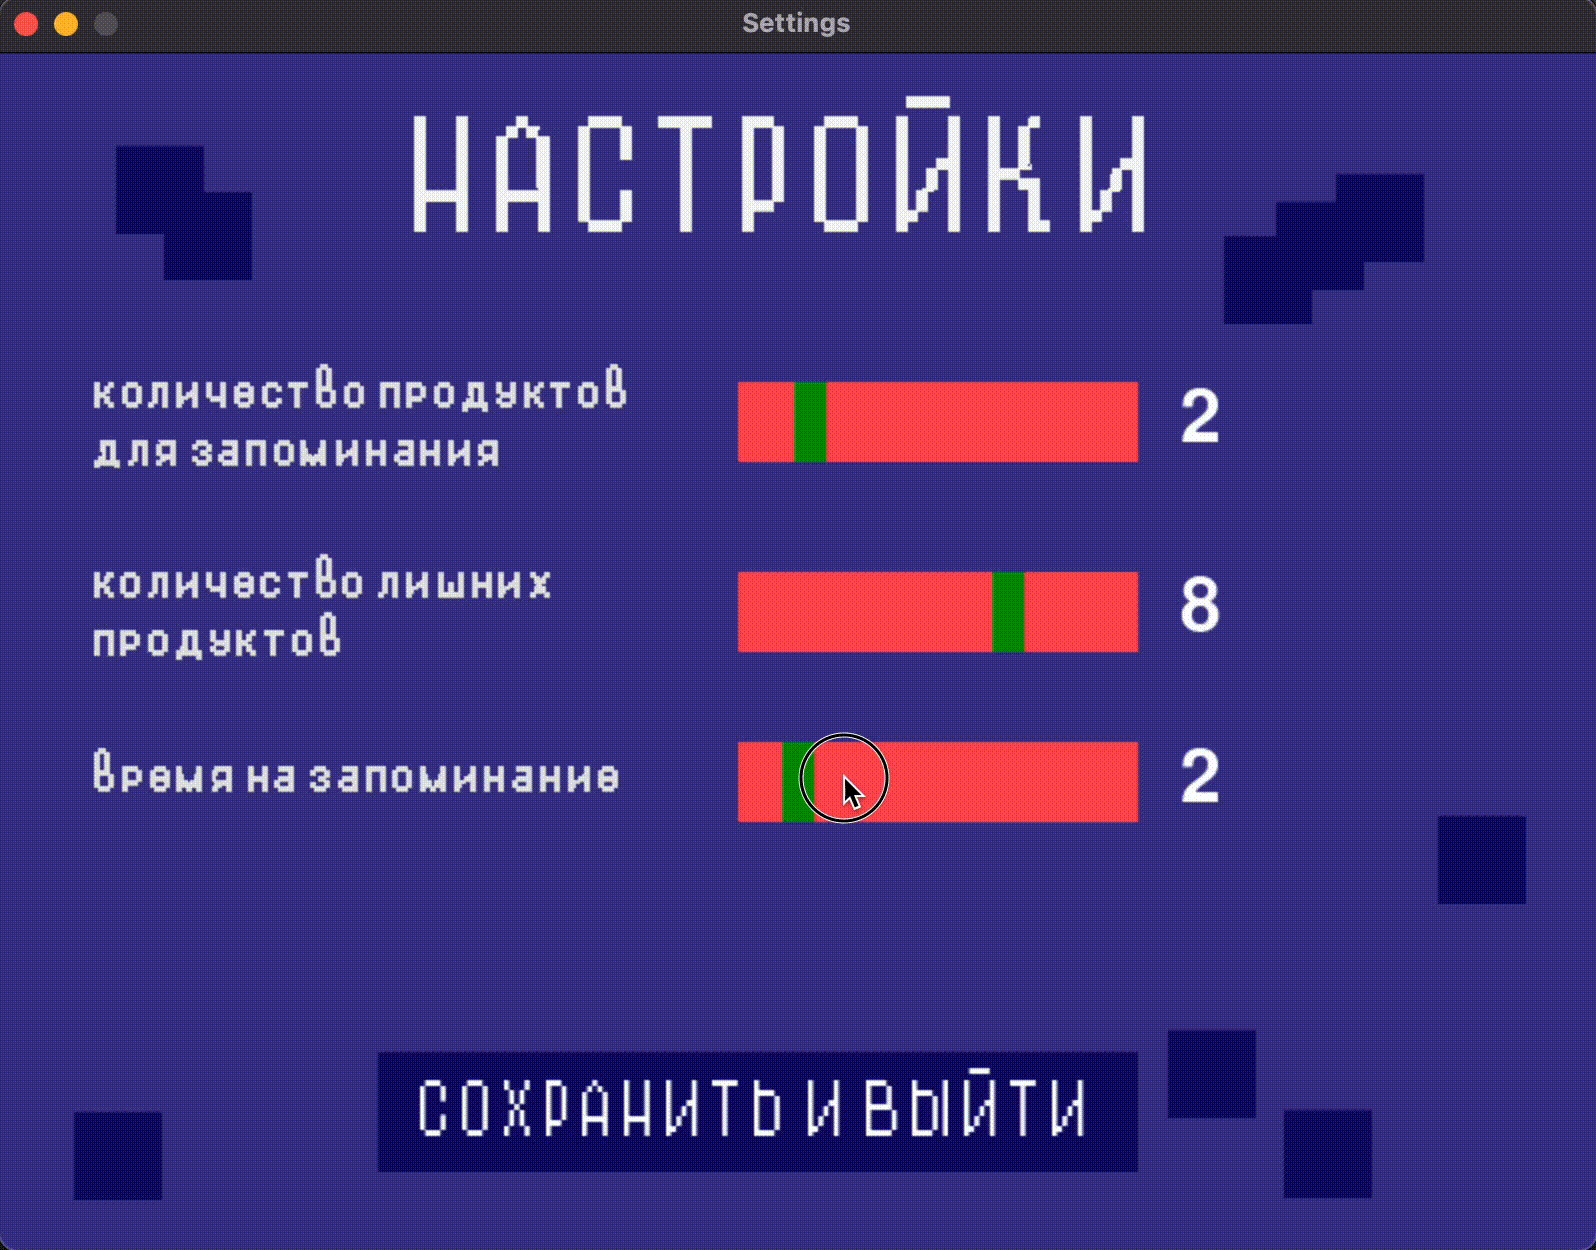 Settings
НАСТРОЙКИ
количество продуктов
для запоминания
2
количество лишних
продуктов
8
время на запоминание
2
СОХРАНИТЬ И ВЫЙТИ